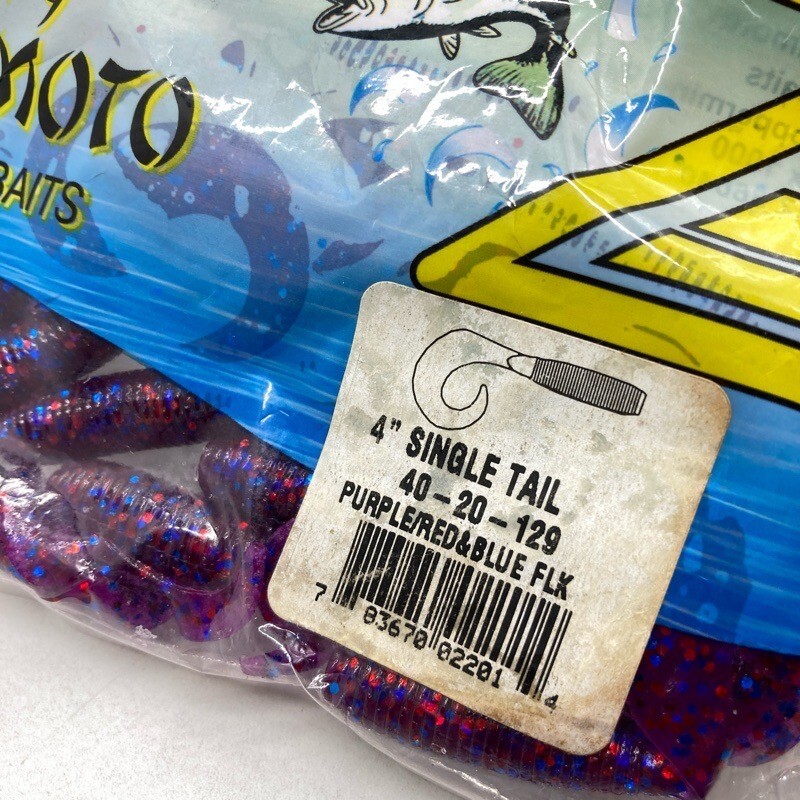 MOTO
BAITS
4" SINGLE TAIL
40-20-129
PURPLE/RED&BLUE FLK
7 83670 02201 4